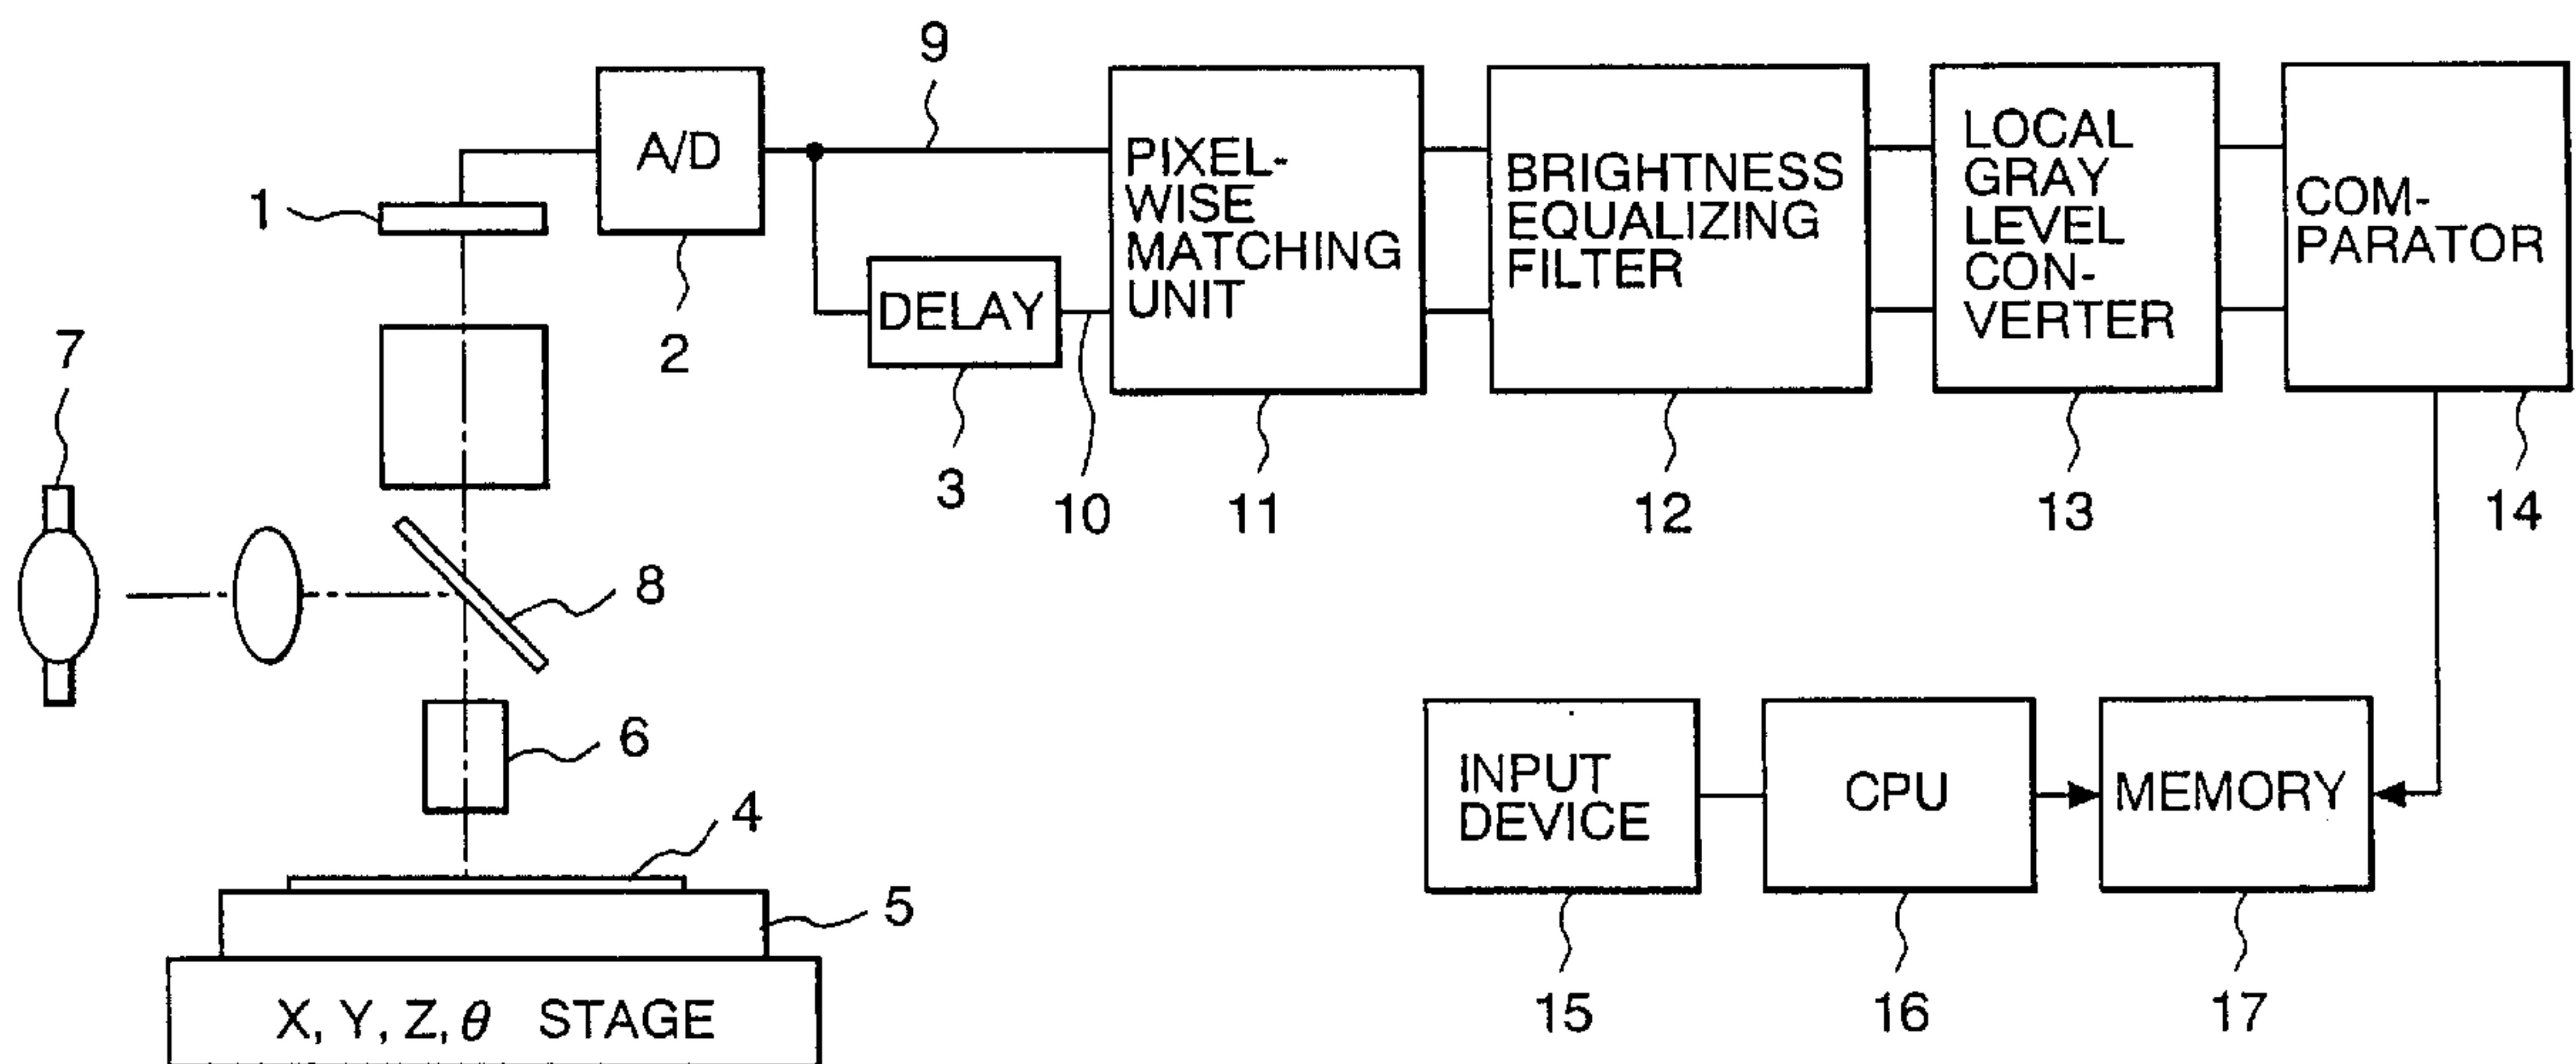 9
A/D
1
2
DELAY
3
10
PIXEL-
WISE
MATCHING
UNIT
11
BRIGHTNESS
EQUALIZING
FILTER
12
LOCAL
GRAY
LEVEL
CON-
VERTER
13
COM-
PARATOR
14
7
8
6
4
5
X, Y, Z, θ STAGE
INPUT
DEVICE
15
CPU
16
MEMORY
17